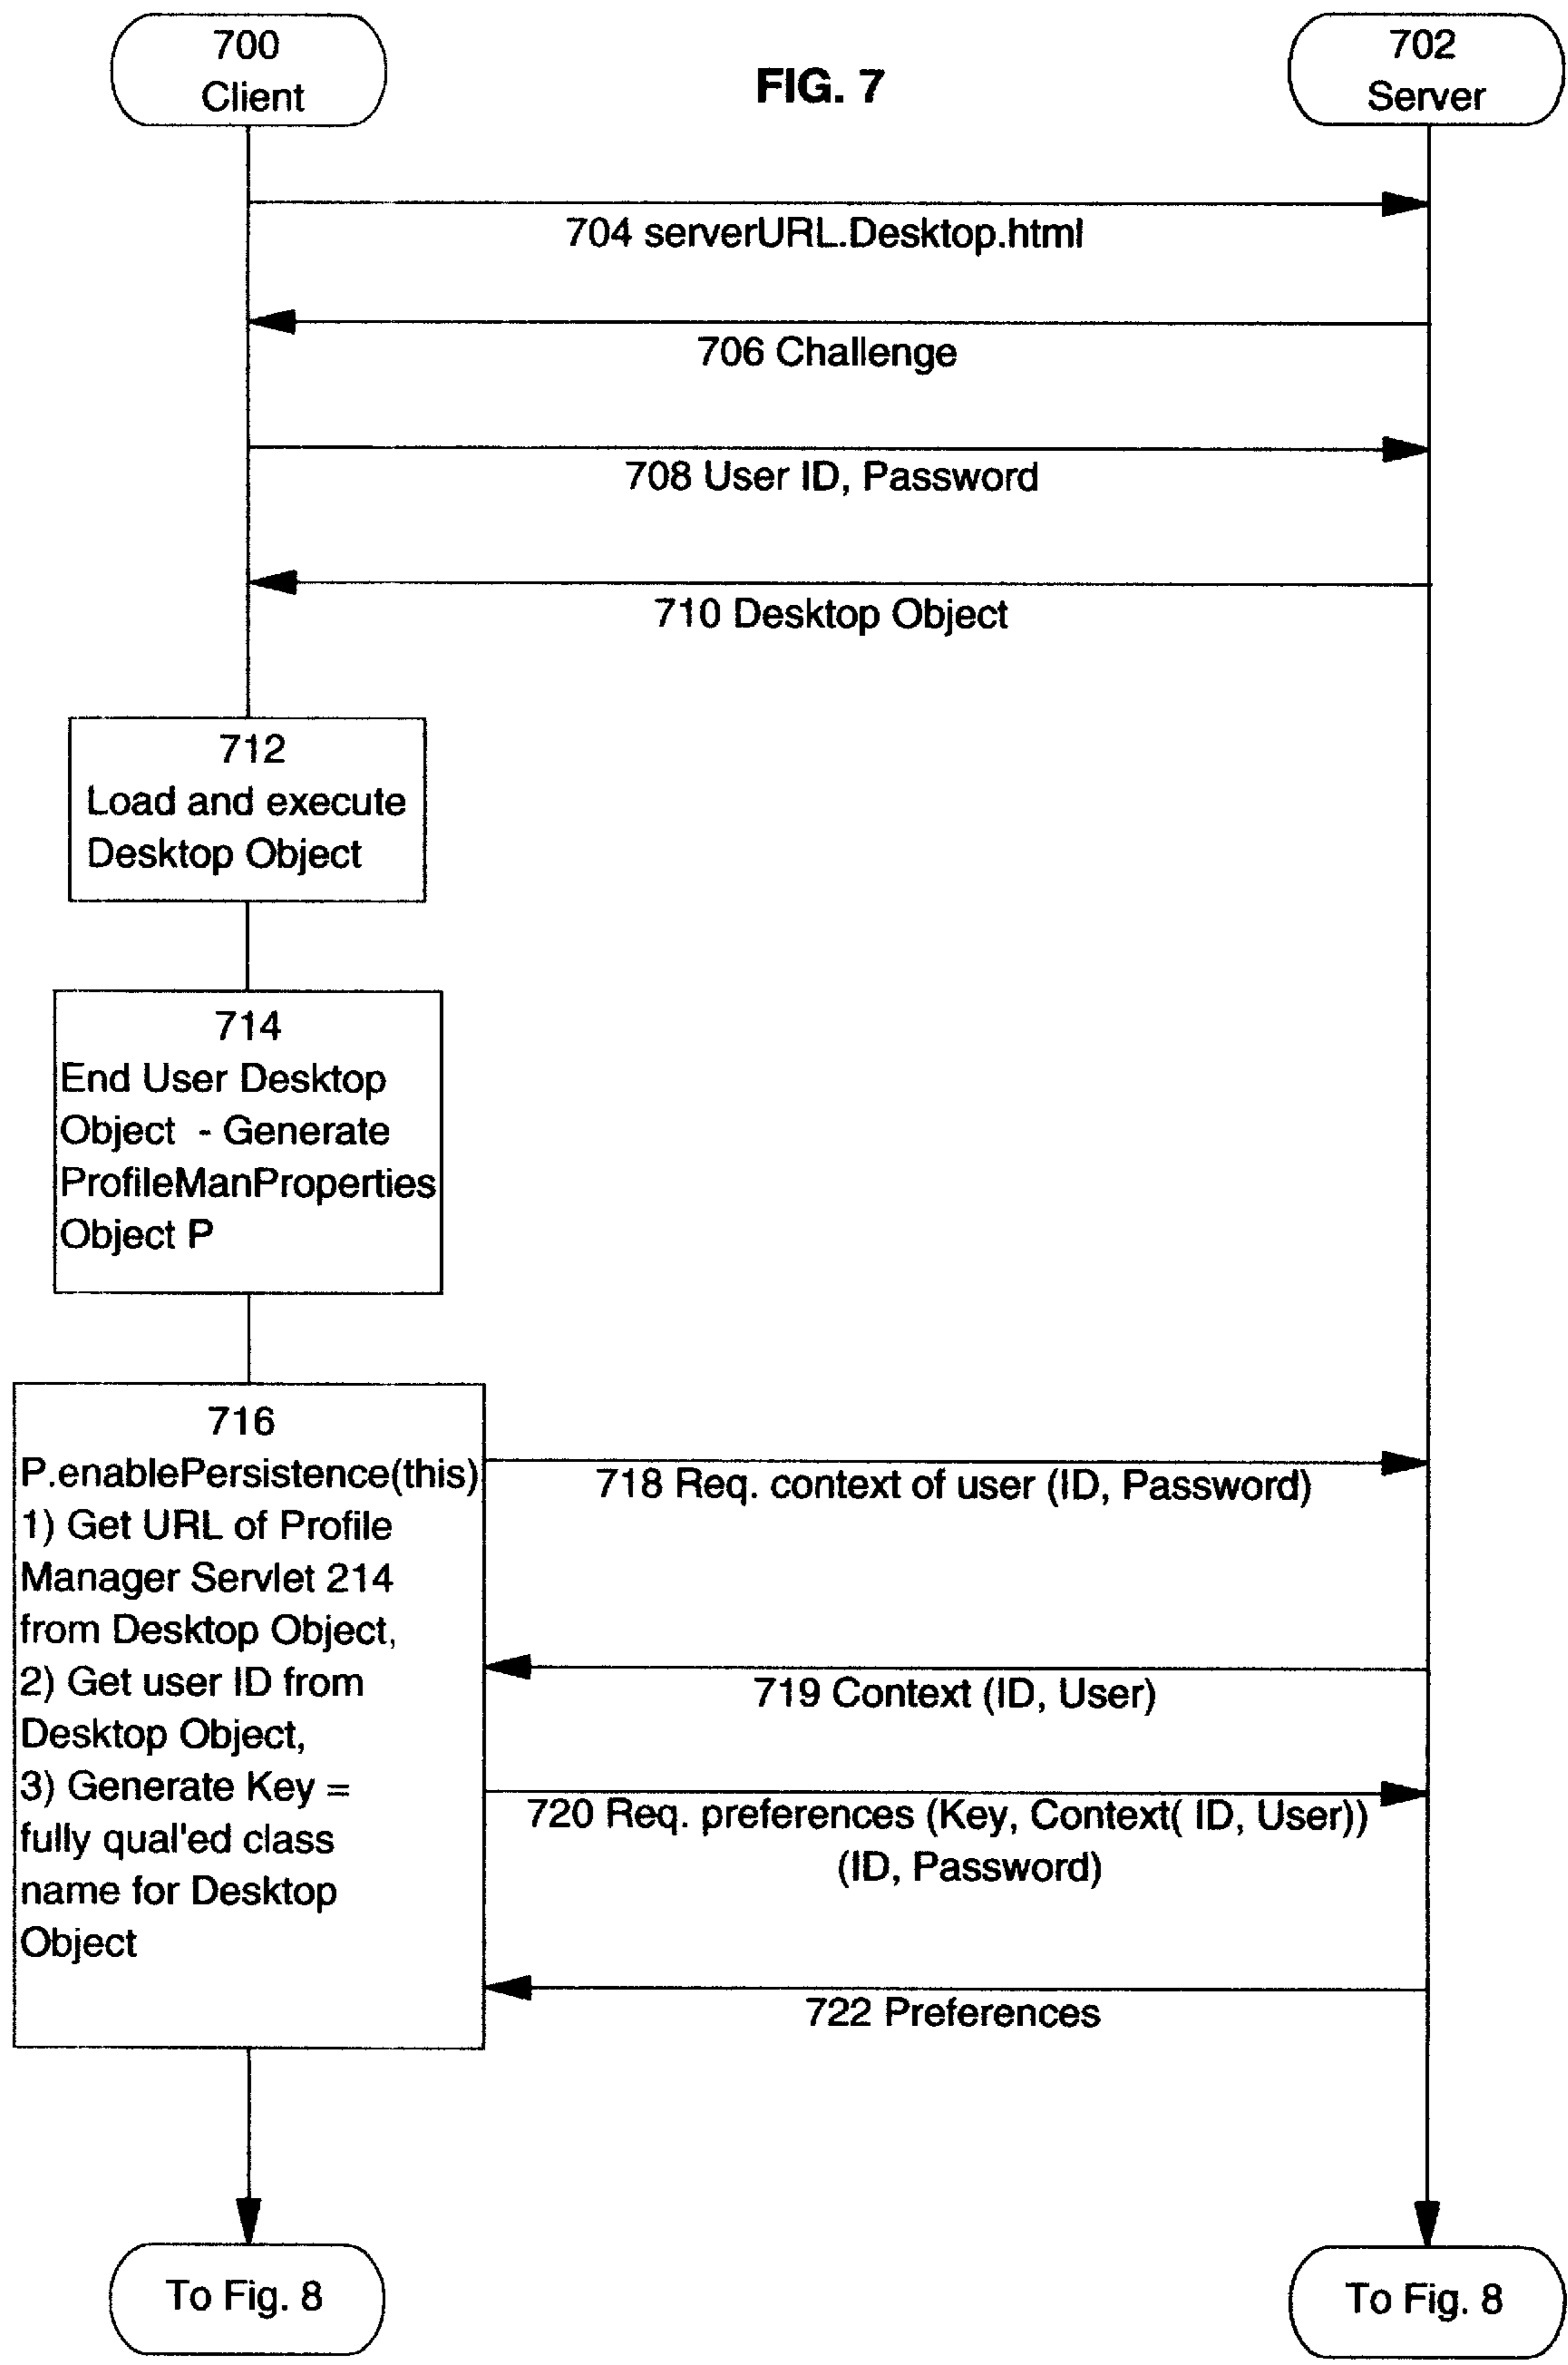 700
Client
FIG. 7
702
Server
704 serverURL.Desktop.html
706 Challenge
708 User ID, Password
710 Desktop Object
712
Load and execute
Desktop Object
714
End User Desktop
Object - Generate
ProfileManProperties
Object P
716
P.enablePersistence(this)
1) Get URL of Profile
Manager Servlet 214
from Desktop Object,
2) Get user ID from
Desktop Object,
3) Generate Key =
fully qual'ed class
name for Desktop
Object
718 Req. context of user (ID, Password)
719 Context (ID, User)
720 Req. preferences (Key, Context( ID, User))
(ID, Password)
722 Preferences
To Fig. 8
To Fig. 8